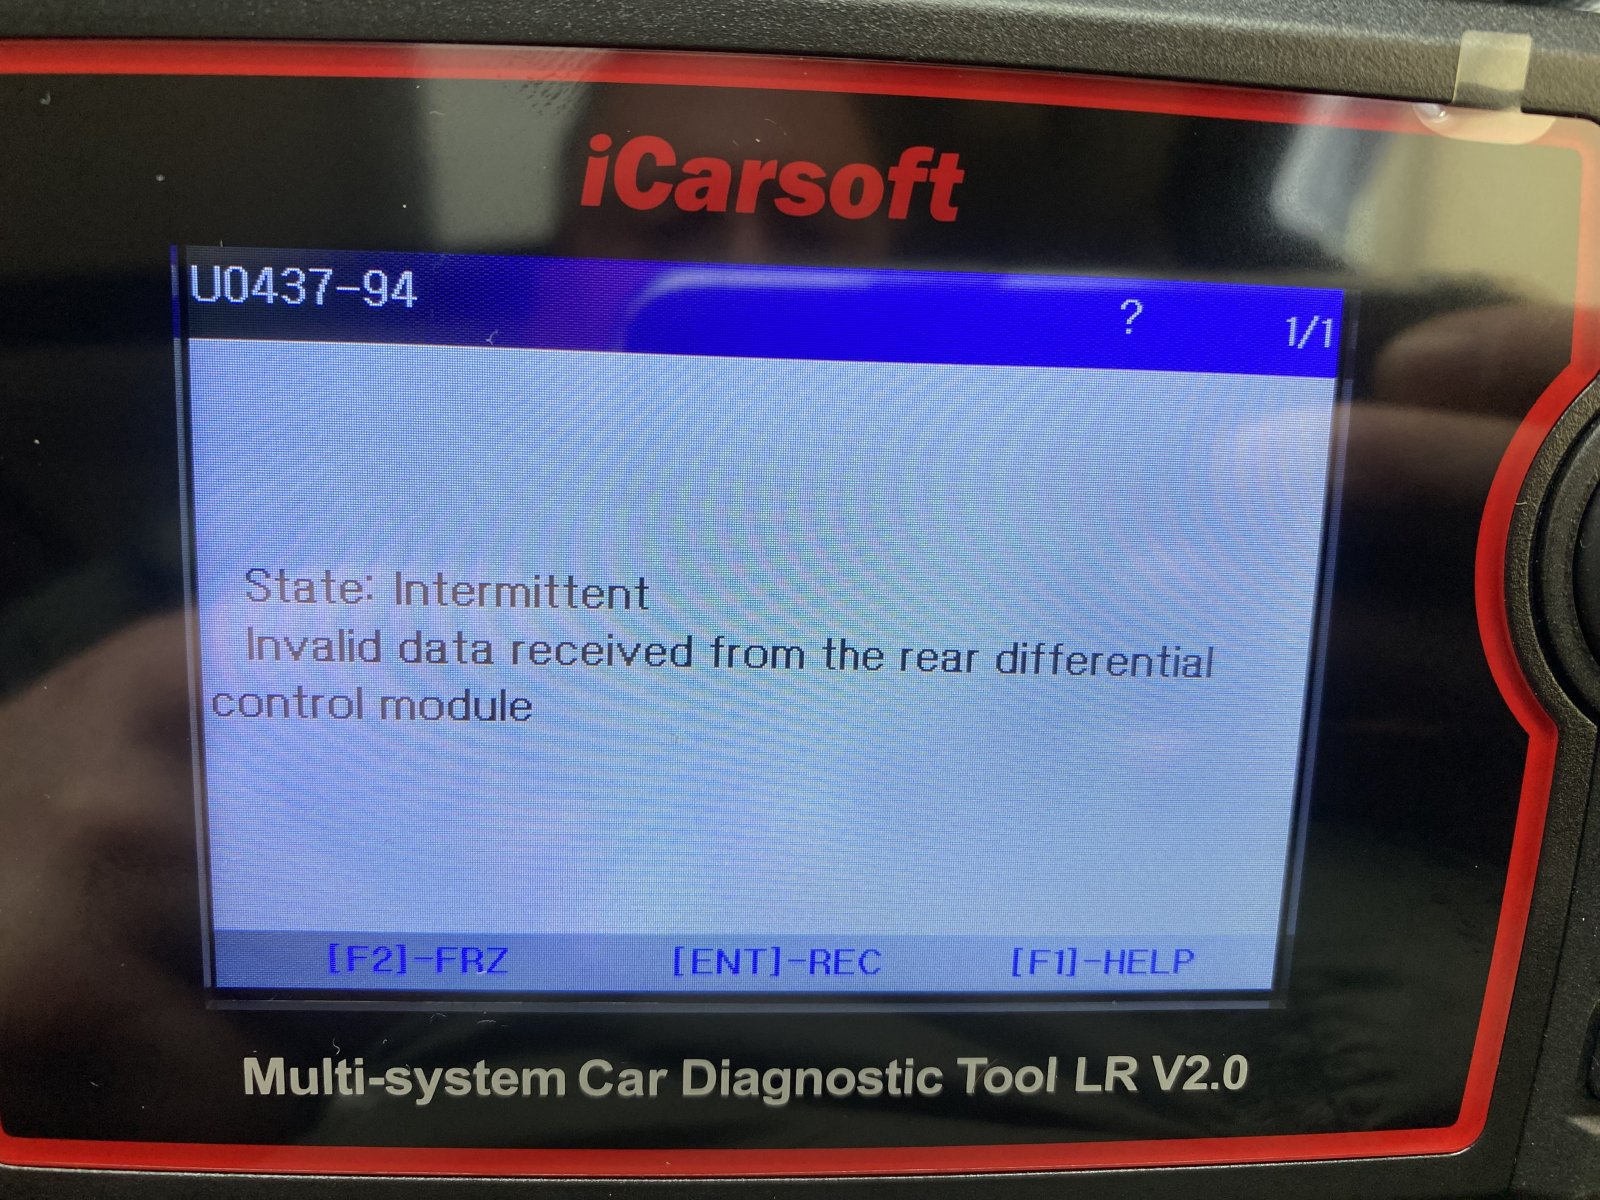 iCarsoft
U0437-94 ? 1/1
State: Intermittent
Invalid data received from the rear differential
control module
[F2]-FRZ [ENT]-REC [F1]-HELP
Multi-system Car Diagnostic Tool LR V2.0